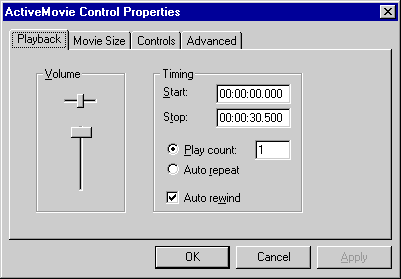 ActiveMovie Control Properties
Playback Movie Size Controls Advanced
Volume
Timing
Start: 00:00:00.000
Stop: 00:00:30.500
Play count: 1
Auto repeat
Auto rewind
OK Cancel Apply